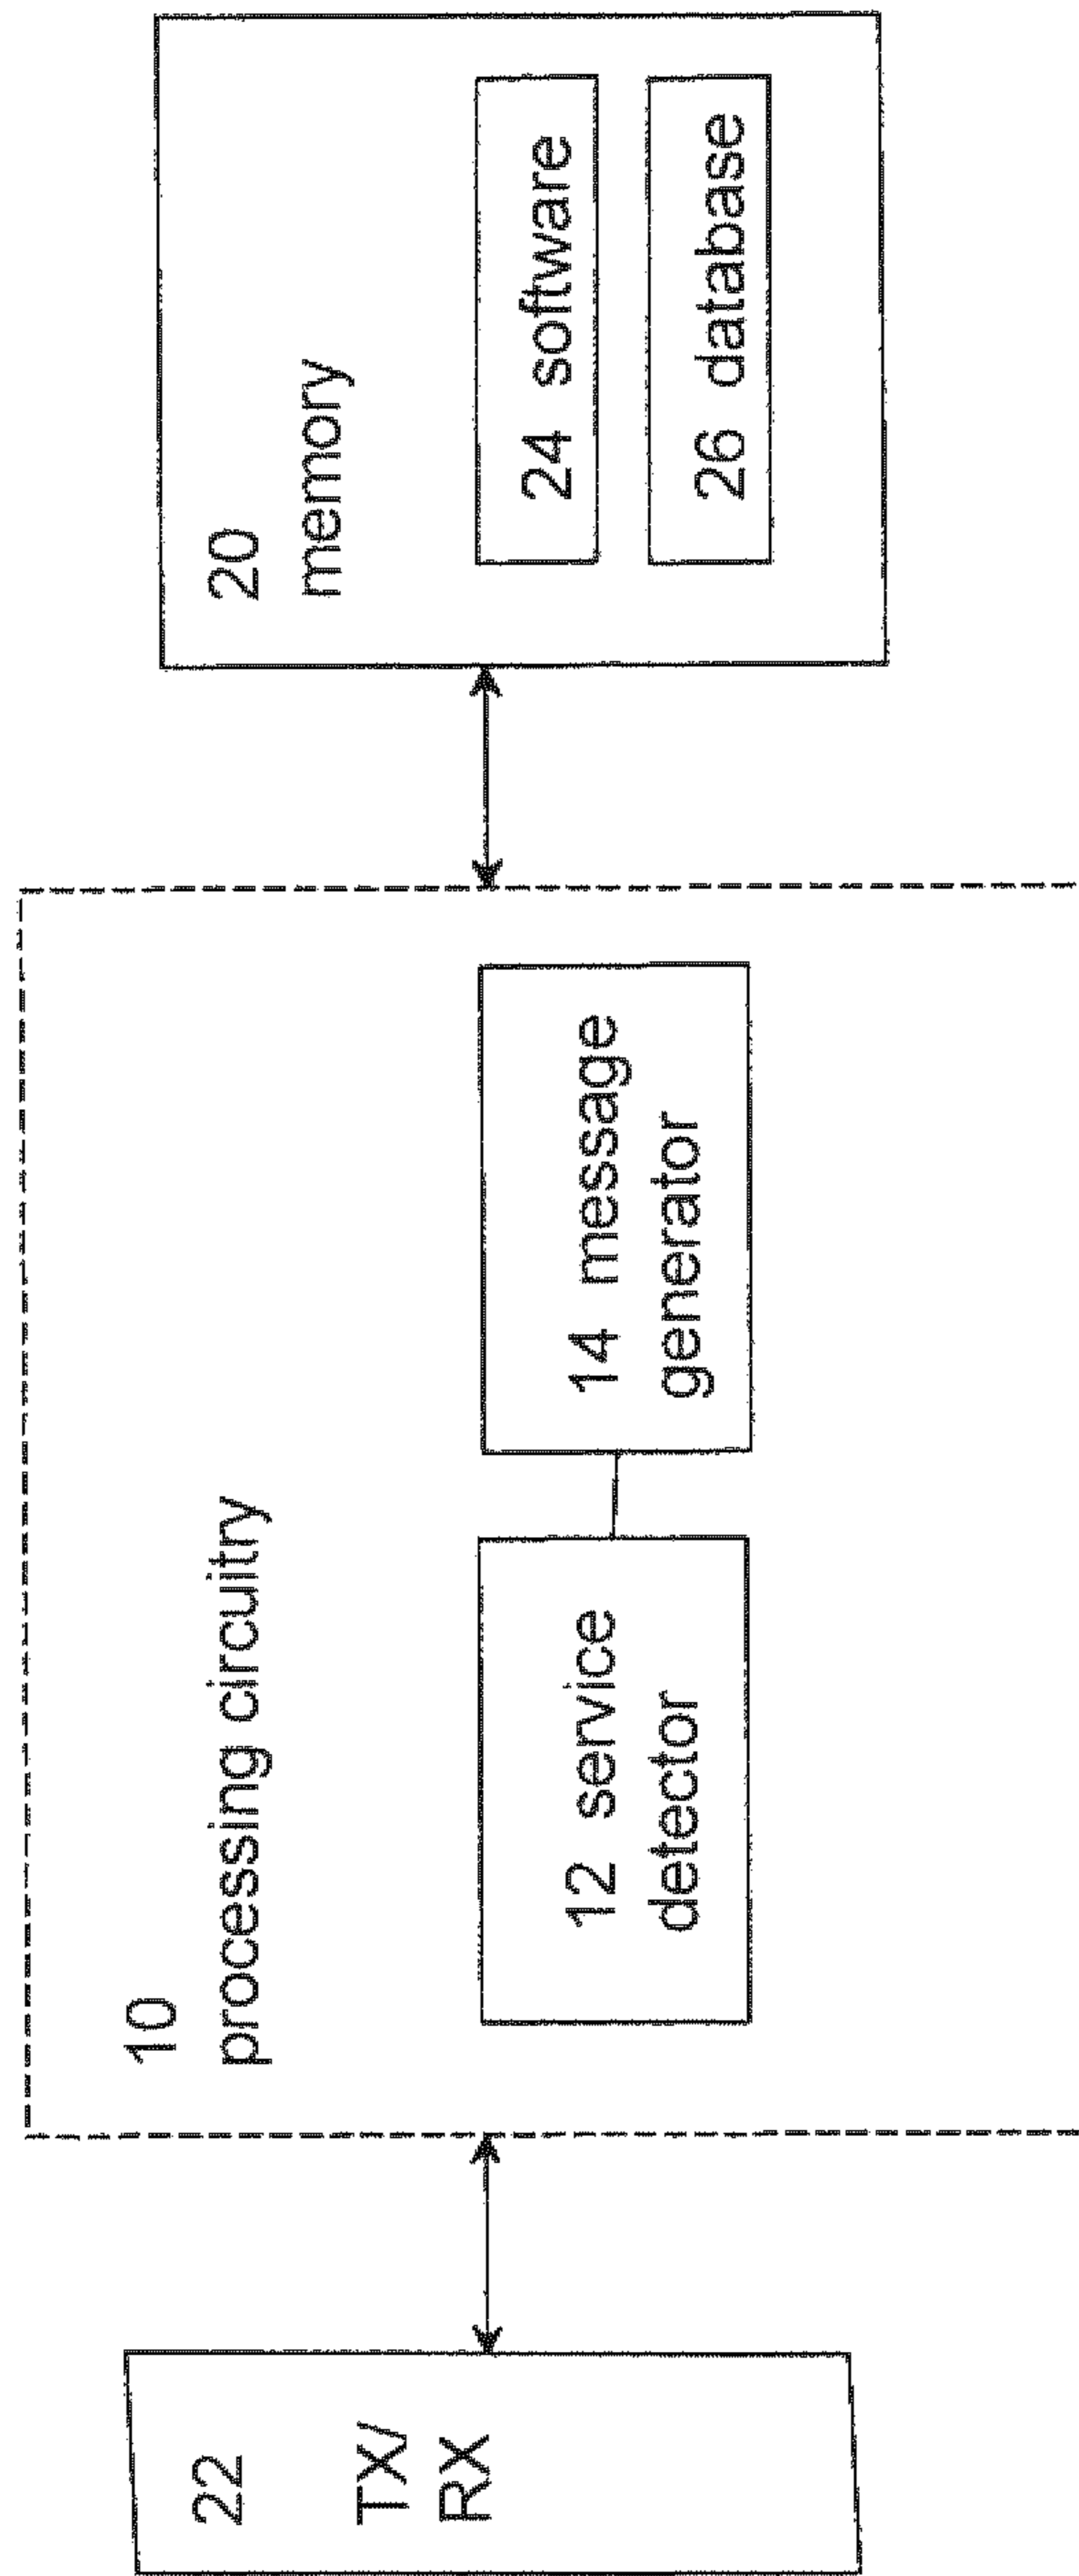 22
TX/
RX
10
processing circuitry
12 service
detector
14 message
generator
20
memory
24 software
26 database